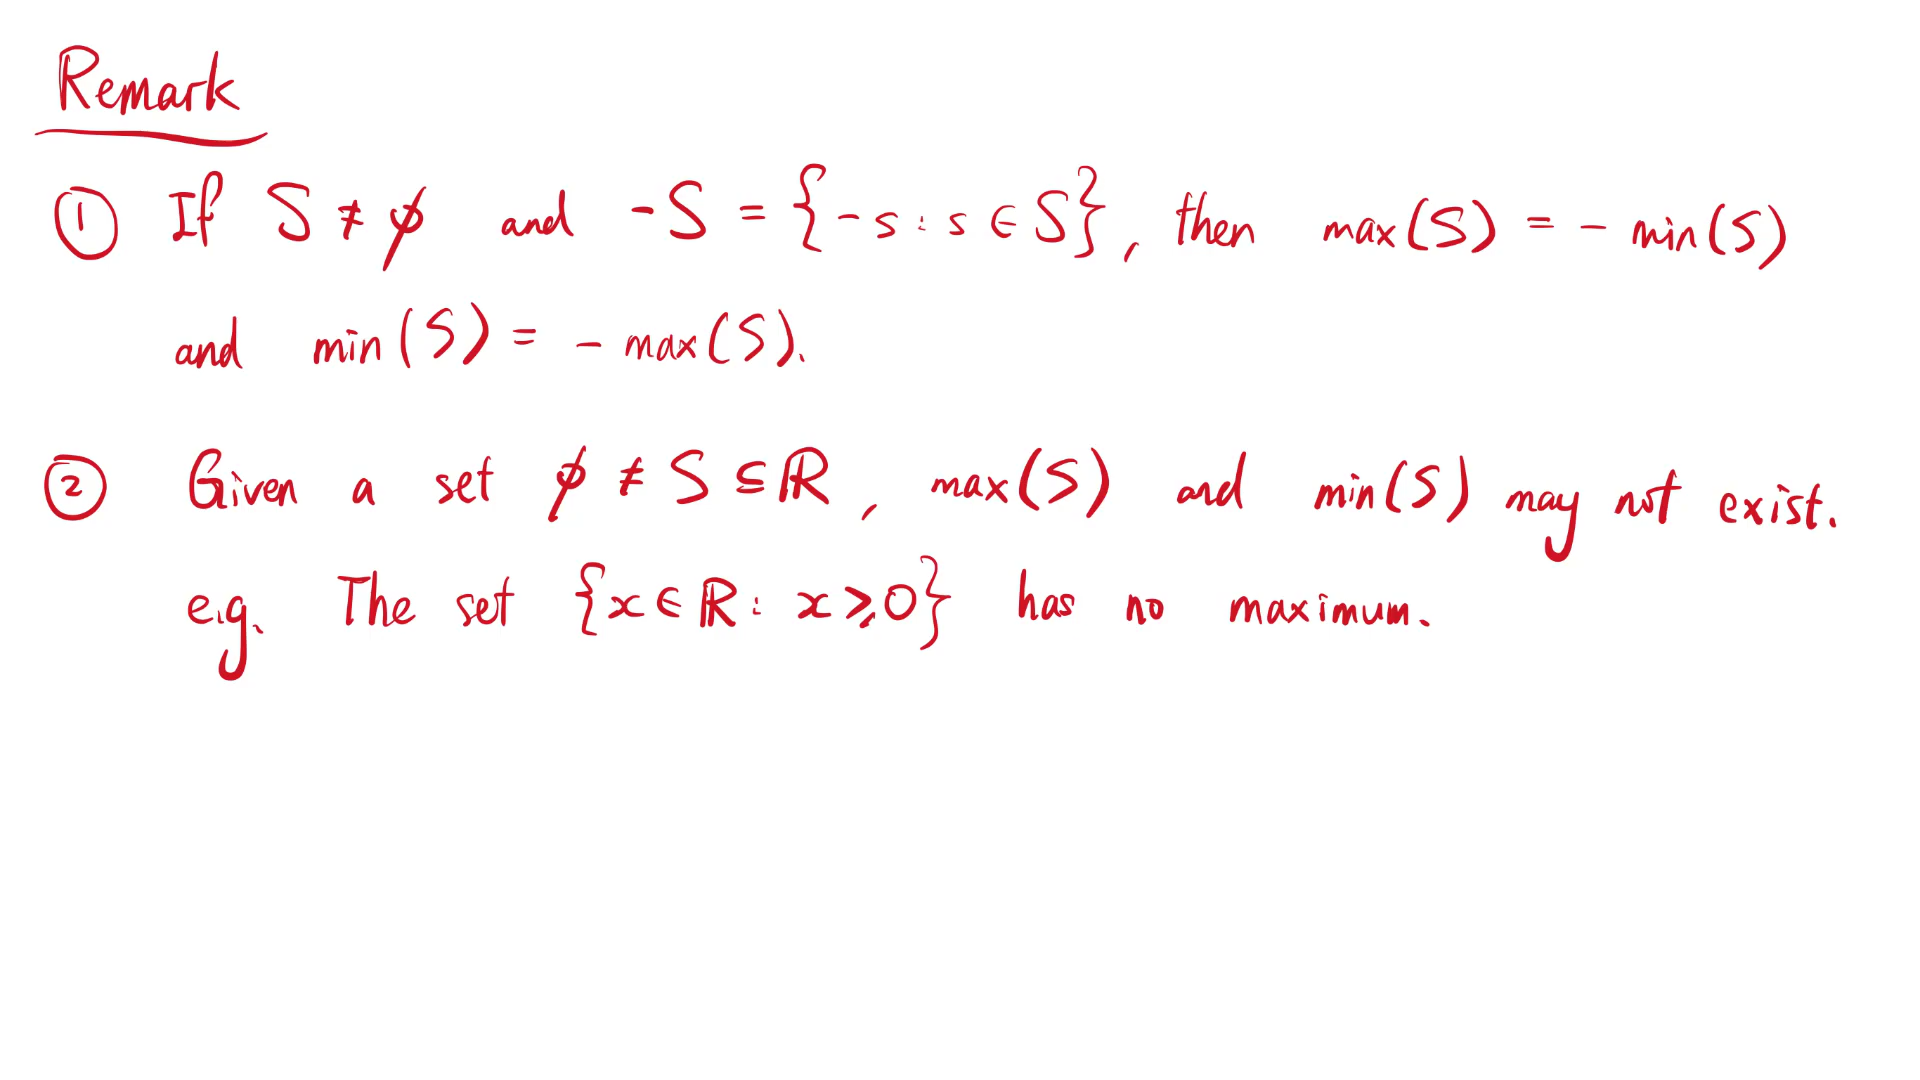 Remark
① If S ≠ ϕ and -S = {-s : s ∈ S}, then max(S) = - min(S)
and min(S) = - max(S).
② Given a set ϕ ≠ S ⊆ ℝ, max(S) and min(S) may not exist.
e.g. The set {x ∈ ℝ : x ⩾ 0} has no maximum.